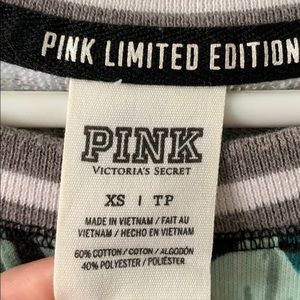 PINK LIMITED EDITION
PINK
VICTORIA'S SECRET
XS | TP
MADE IN VIETNAM / FAIT AU
VIETNAM / HECHO EN VIETNAM
60% COTTON / COTON / ALGODÓN
40% POLYESTER / POLIÉSTER